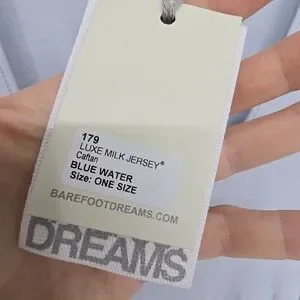 179
LUXE MILK JERSEY®
Caftan
BLUE WATER
Size: ONE SIZE
BAREFOOTDREAMS.COM
DREAMS